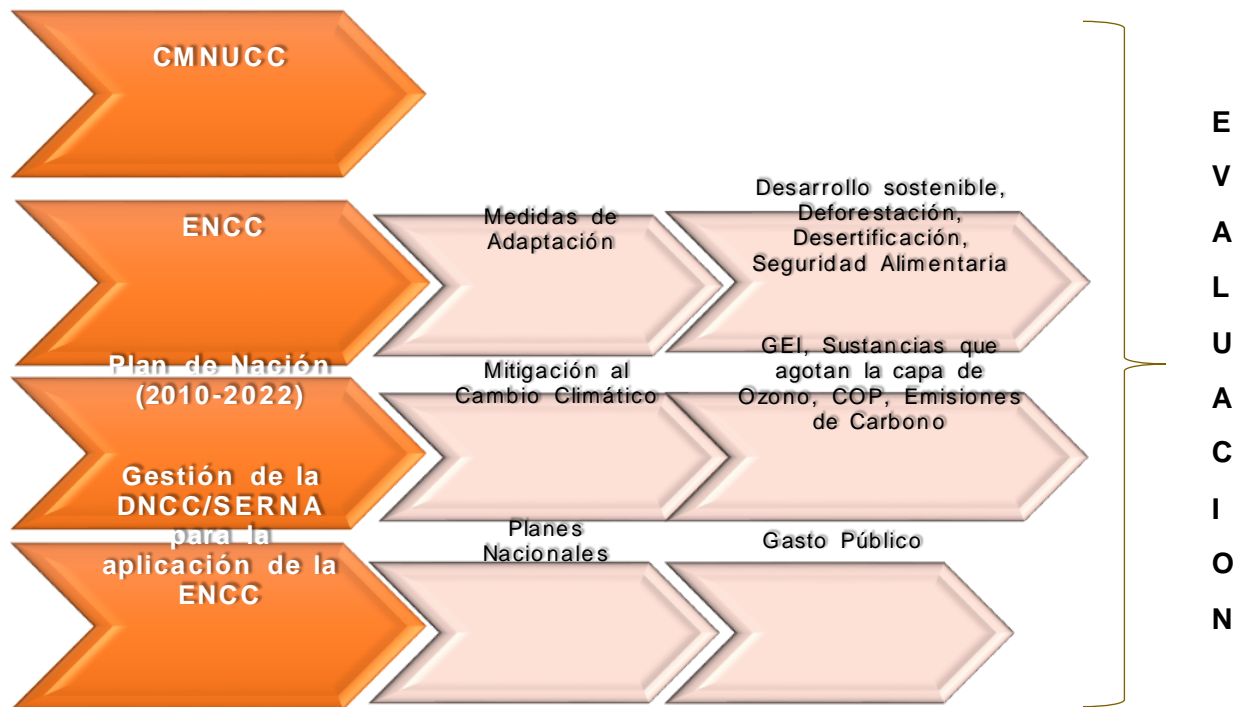 CMNUCC
ENCC
Medidas de
Adaptación
Desarrollo sostenible,
Deforestación,
Desertificación,
Seguridad Alimentaria
Plan de Nación
(2010-2022)
Mitigación al
Cambio Climático
GEI, Sustancias que
agotan la capa de
Ozono, COP, Emisiones
de Carbono
Gestión de la
DNCC/SERNA
para la
aplicación de la
ENCC
Planes
Nacionales
Gasto Público
E
V
A
L
U
A
C
I
O
N